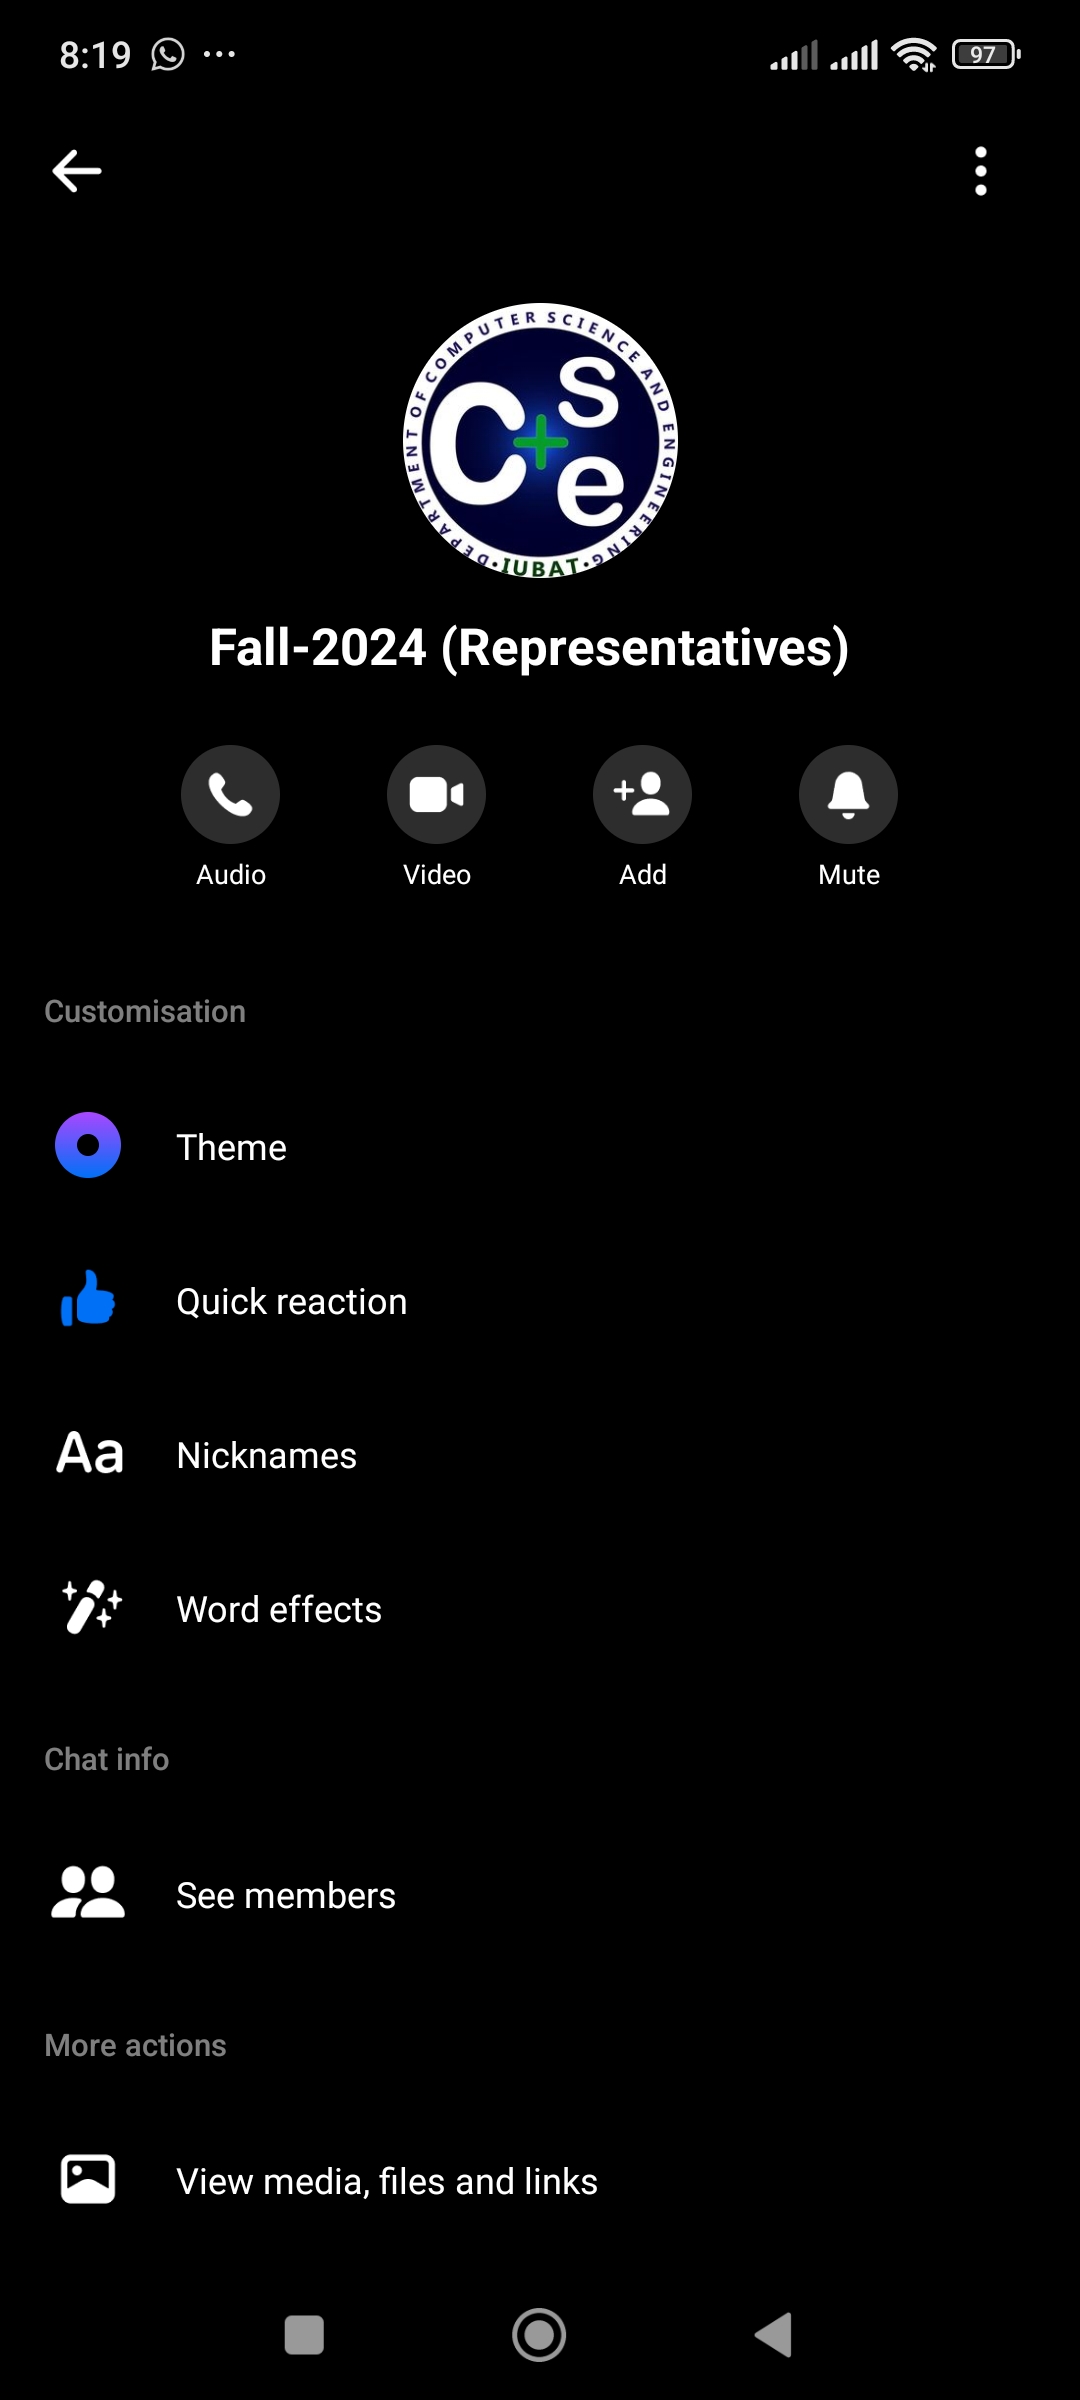 8:19
97
DEPARTMENT OF COMPUTER SCIENCE AND ENGINEERING
C+se
•IUBAT•
Fall-2024 (Representatives)
Audio Video Add Mute
Customisation
Theme
Quick reaction
Aa Nicknames
Word effects
Chat info
See members
More actions
View media, files and links